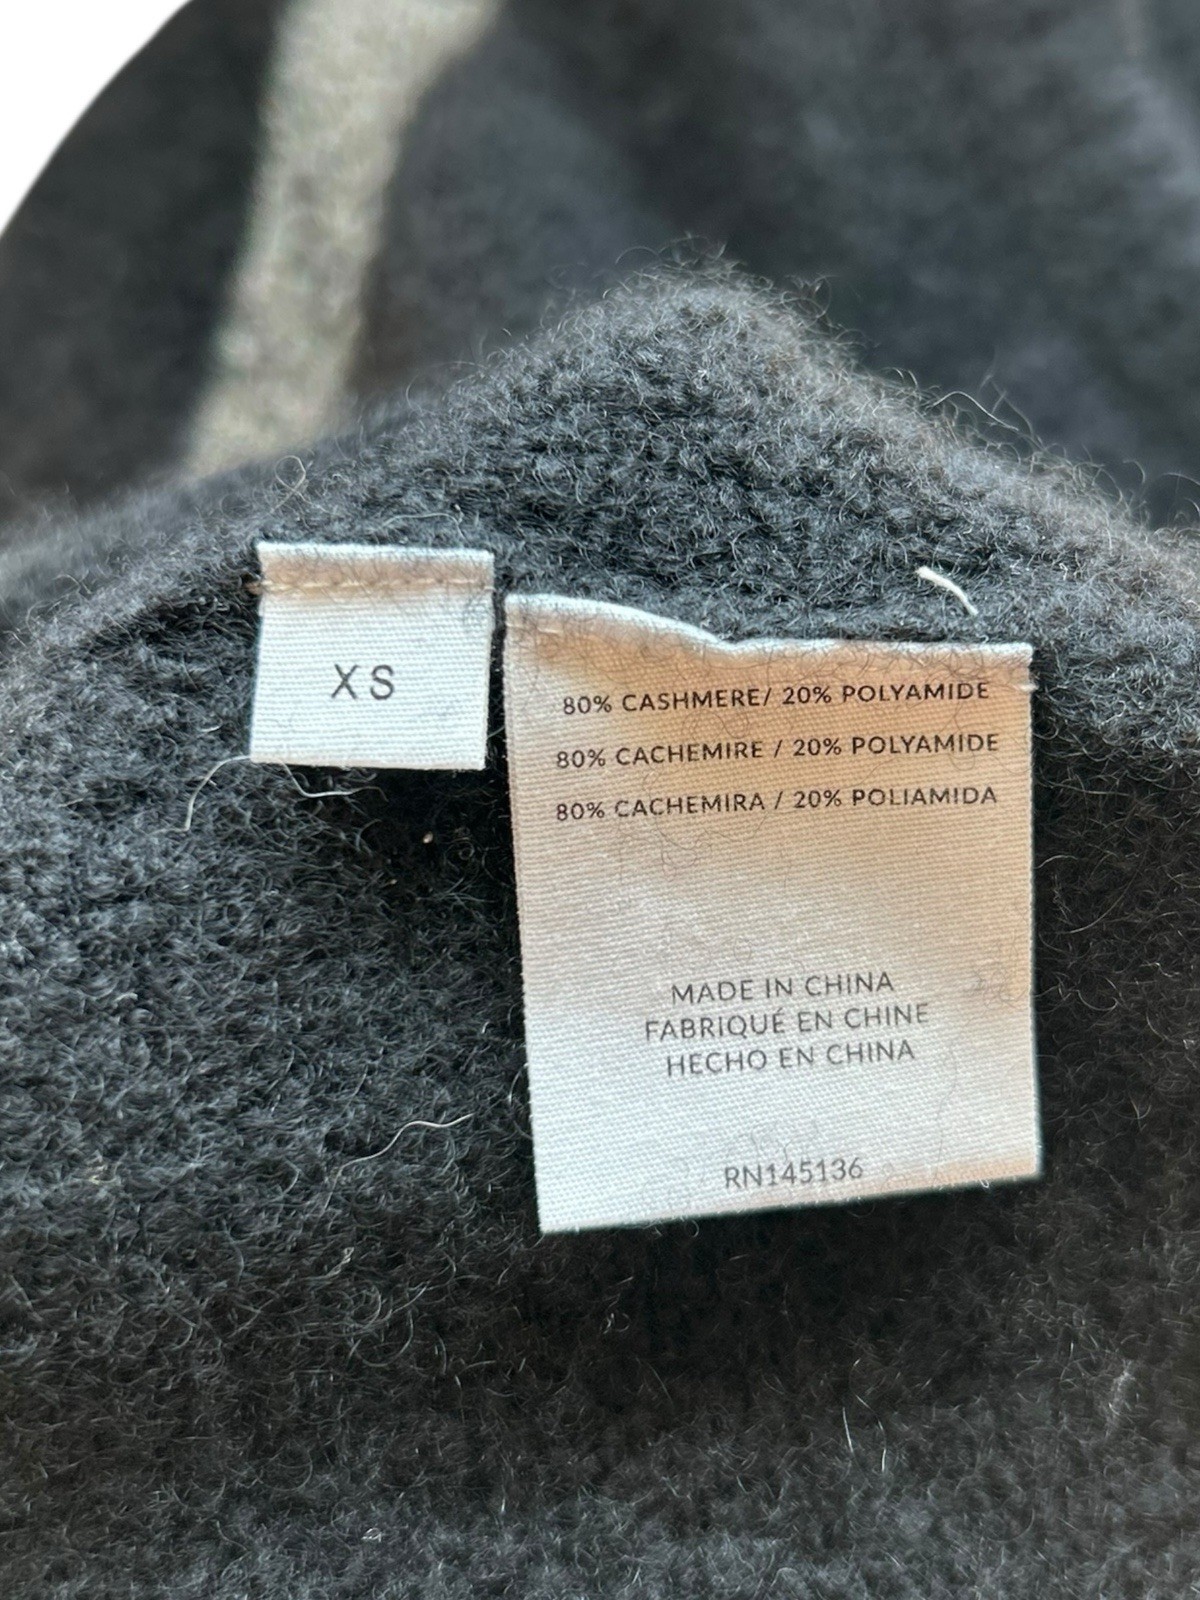 XS
80% CASHMERE/ 20% POLYAMIDE
80% CACHEMIRE / 20% POLYAMIDE
80% CACHEMIRA / 20% POLIAMIDA
MADE IN CHINA
FABRIQUÉ EN CHINE
HECHO EN CHINA
RN145136